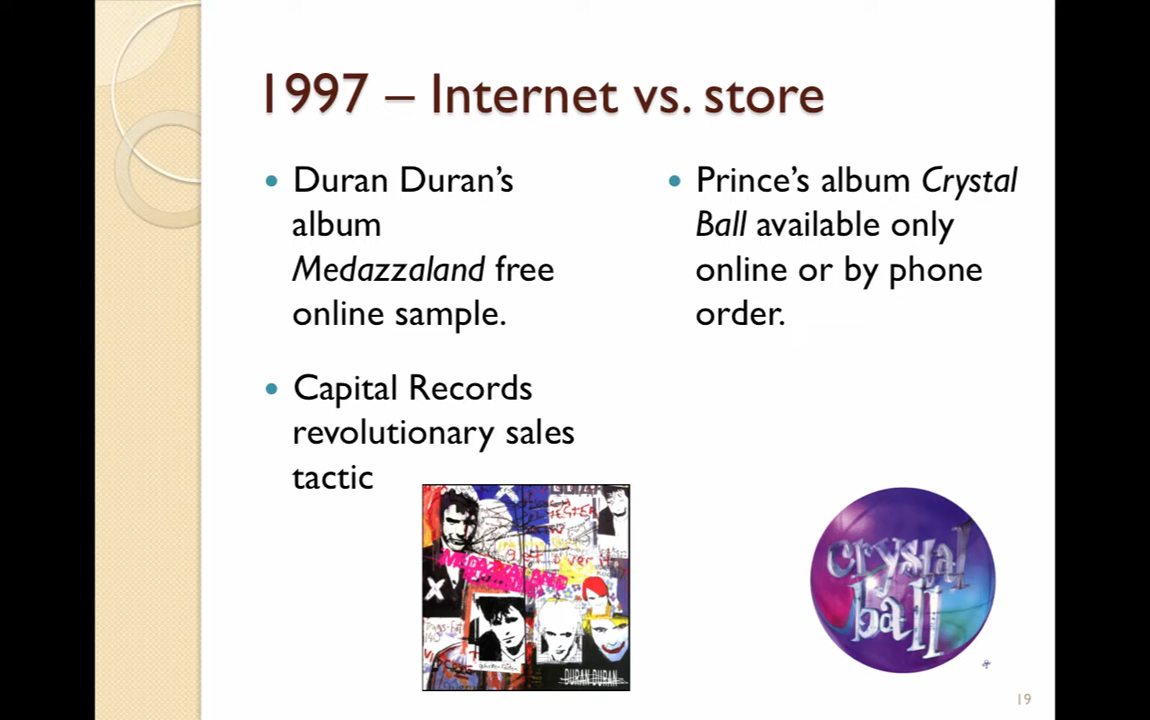 1997 – Internet vs. store
• Duran Duran’s
album
Medazzaland free
online sample.
• Capital Records
revolutionary sales
tactic
• Prince’s album Crystal
Ball available only
online or by phone
order.
DURAN DURAN
crystal
ball
19